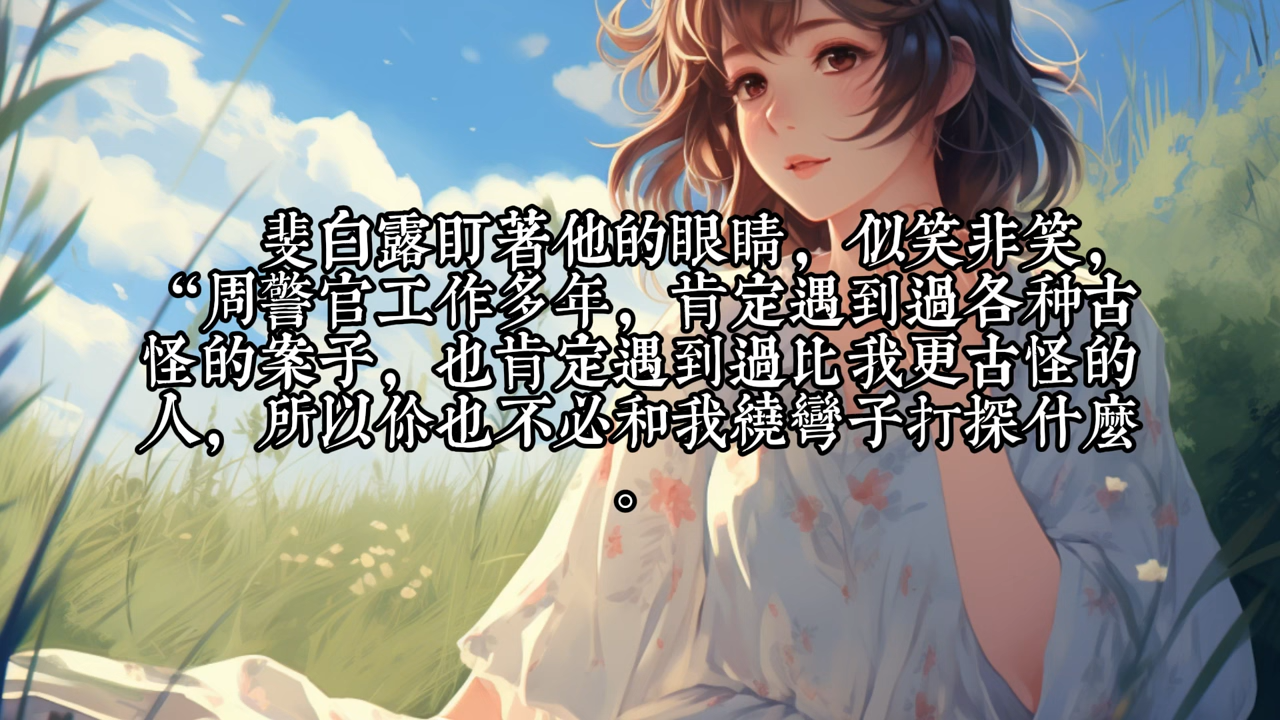 斐白露盯著他的眼睛，似笑非笑，
“周警官工作多年，肯定遇到過各种古
怪的案子，也肯定遇到過比我更古怪的
人，所以你也不必和我繞彎子打探什麼
。